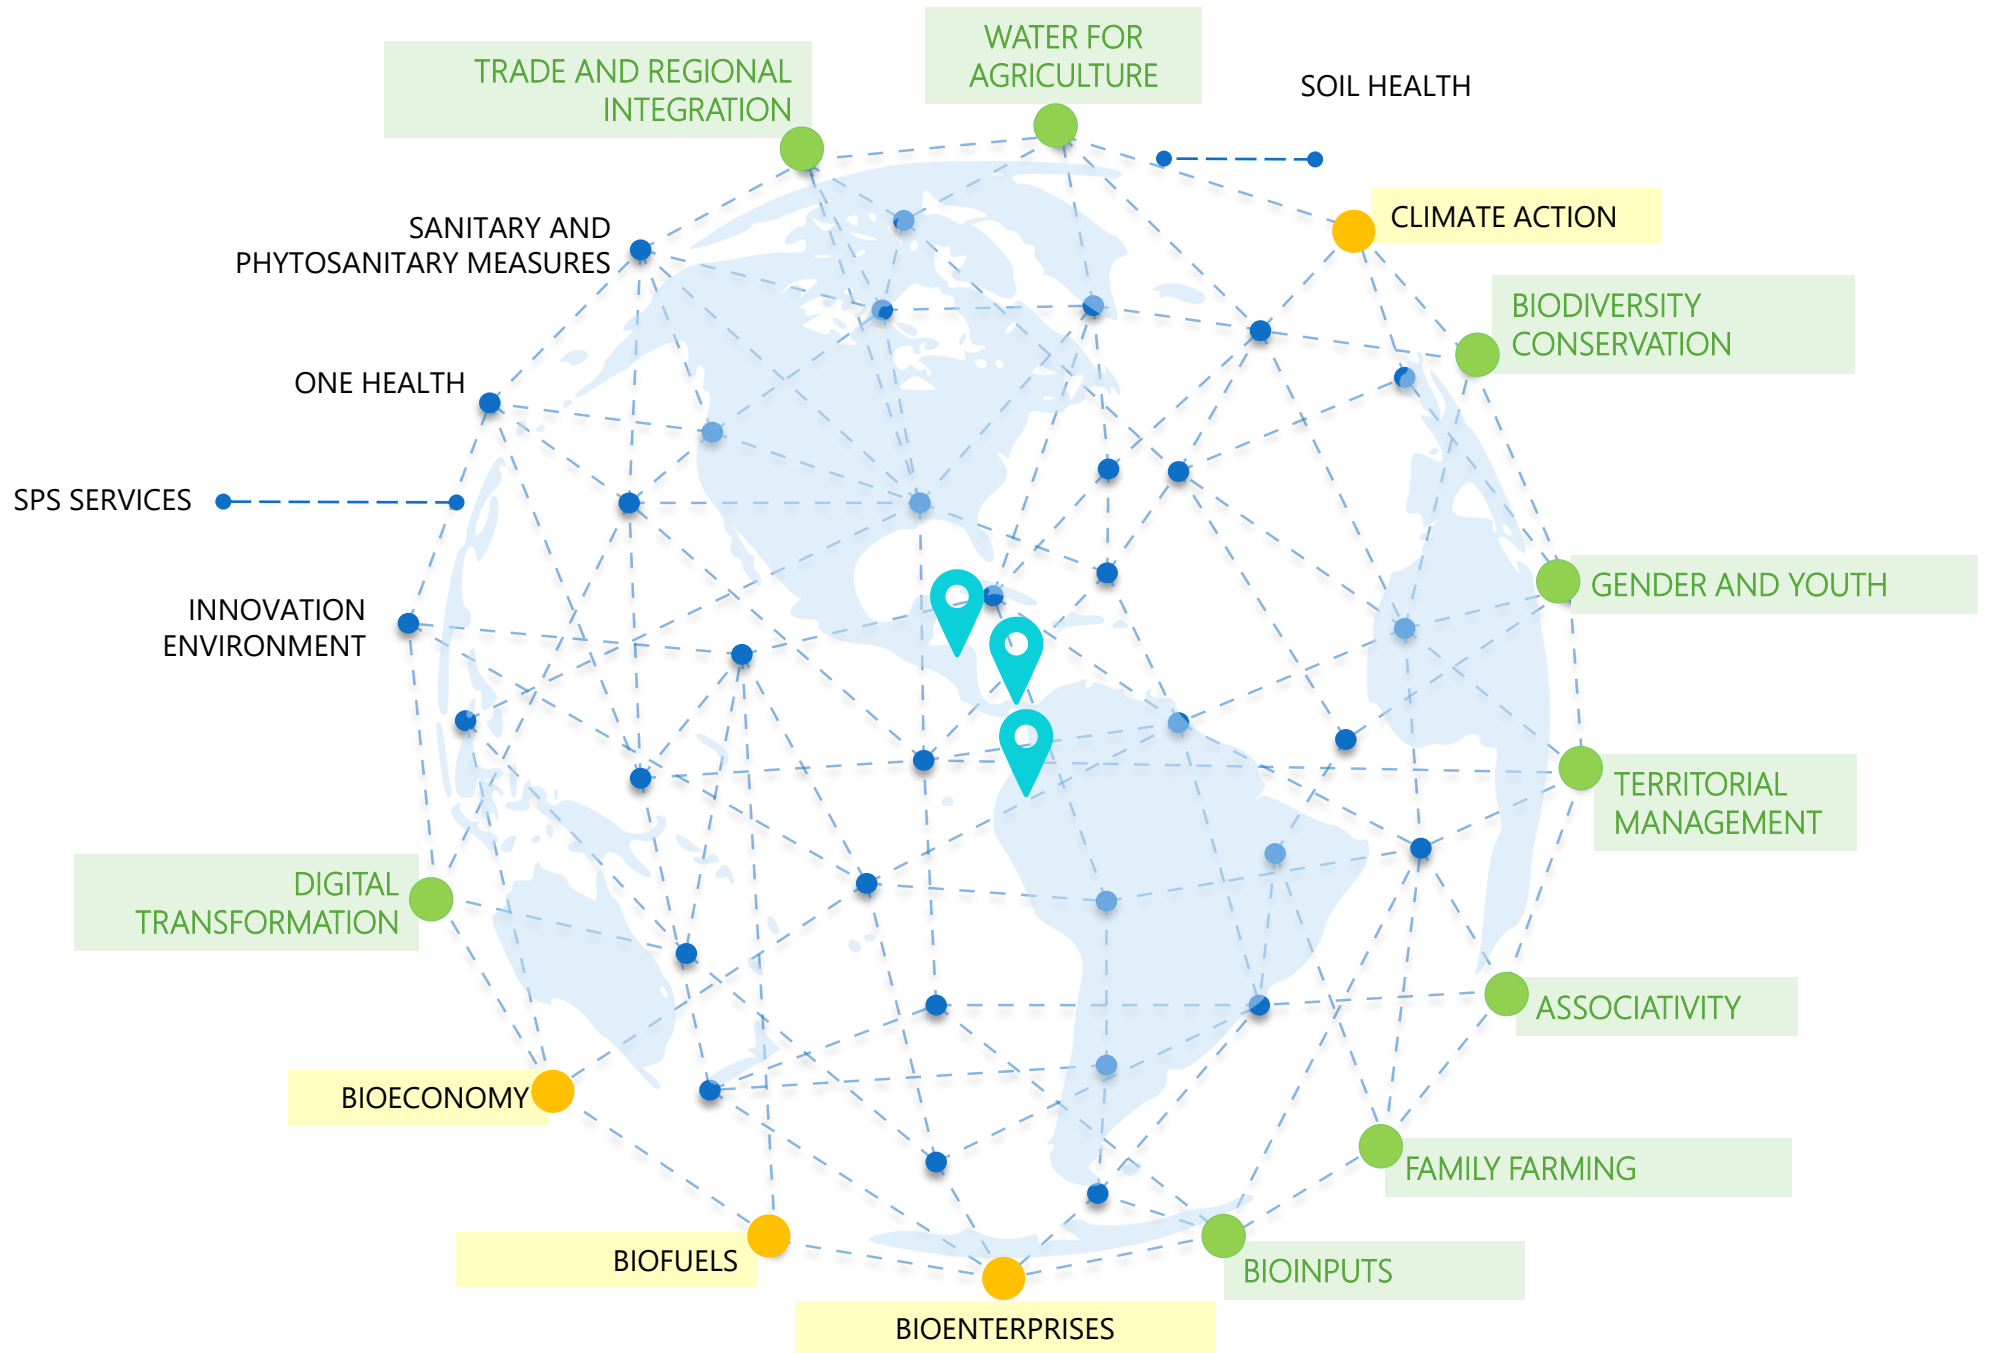 WATER FOR
AGRICULTURE
TRADE AND REGIONAL
INTEGRATION
SOIL HEALTH
CLIMATE ACTION
SANITARY AND
PHYTOSANITARY MEASURES
BIODIVERSITY
CONSERVATION
ONE HEALTH
SPS SERVICES
GENDER AND YOUTH
INNOVATION
ENVIRONMENT
TERRITORIAL
MANAGEMENT
DIGITAL
TRANSFORMATION
ASSOCIATIVITY
BIOECONOMY
FAMILY FARMING
BIOFUELS
BIOINPUTS
BIOENTERPRISES